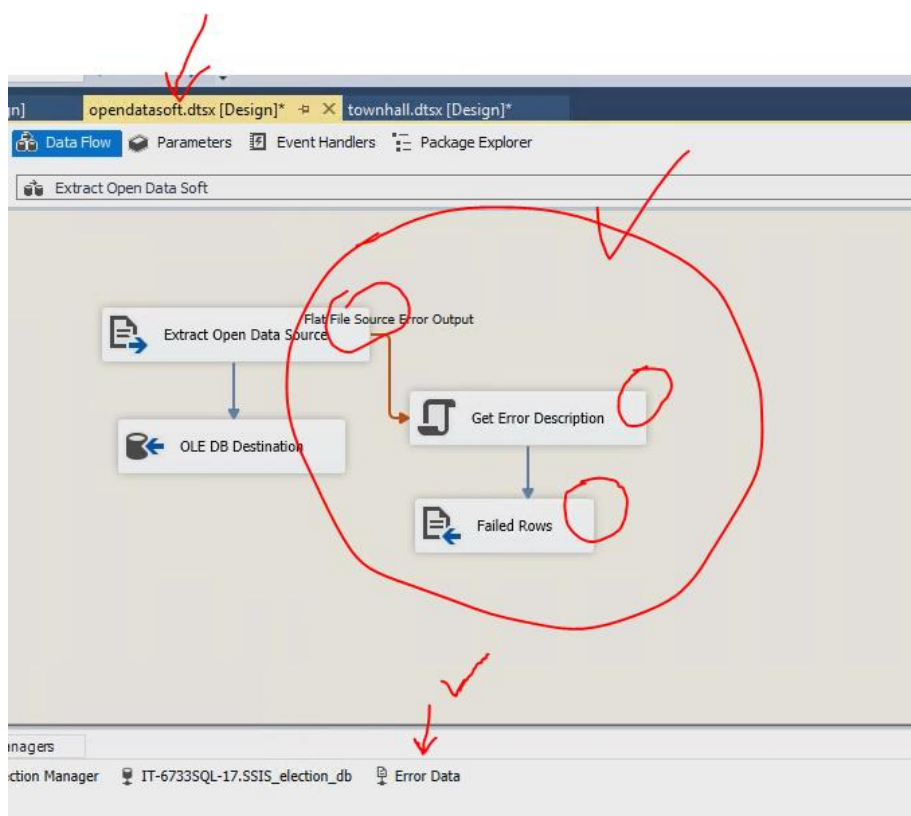 gn] opendatasoft.dtsx [Design]* townhall.dtsx [Design]*
Data Flow Parameters Event Handlers Package Explorer
Extract Open Data Soft
Flat File Source Error Output
Extract Open Data Source
Get Error Description
OLE DB Destination
Failed Rows
anagers
ction Manager IT-6733SQL-17.SSIS_election_db Error Data